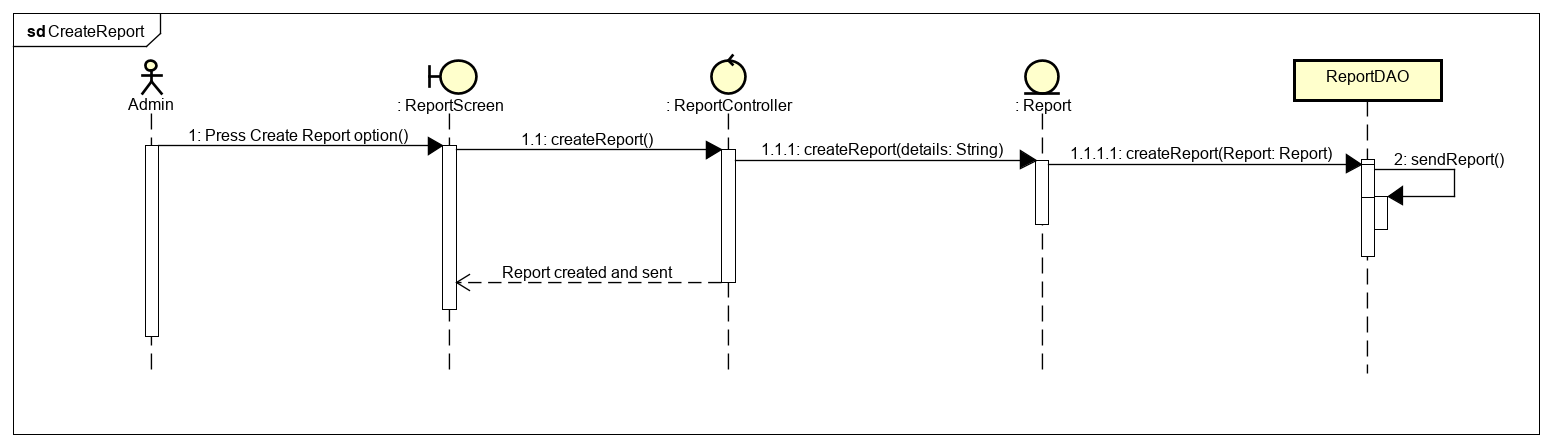 sd CreateReport
Admin
: ReportScreen
: ReportController
: Report
ReportDAO
1: Press Create Report option()
1.1: createReport()
1.1.1: createReport(details: String)
1.1.1.1: createReport(Report: Report)
2: sendReport()
Report created and sent